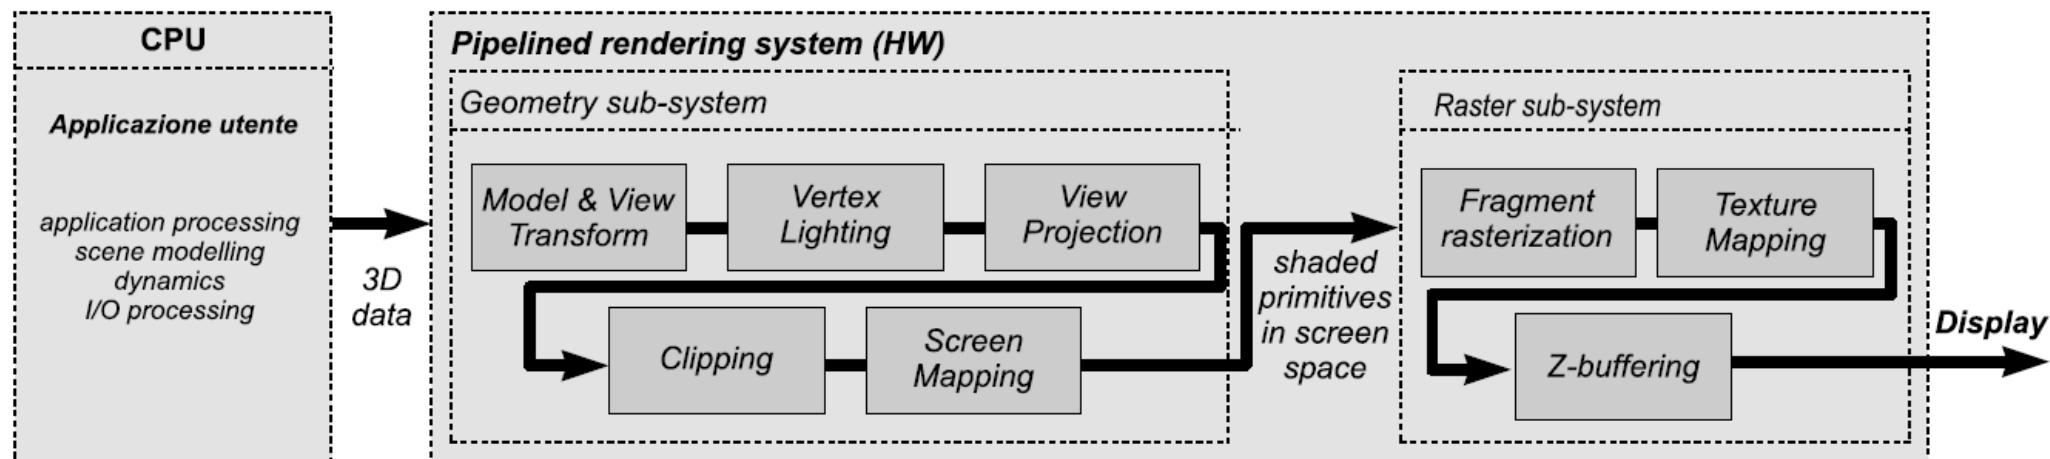 CPU
Applicazione utente
application processing
scene modelling
dynamics
I/O processing
3D
data
Pipelined rendering system (HW)
Geometry sub-system
Model & View
Transform
Vertex
Lighting
View
Projection
Clipping
Screen
Mapping
shaded
primitives
in screen
space
Raster sub-system
Fragment
rasterization
Texture
Mapping
Z-buffering
Display